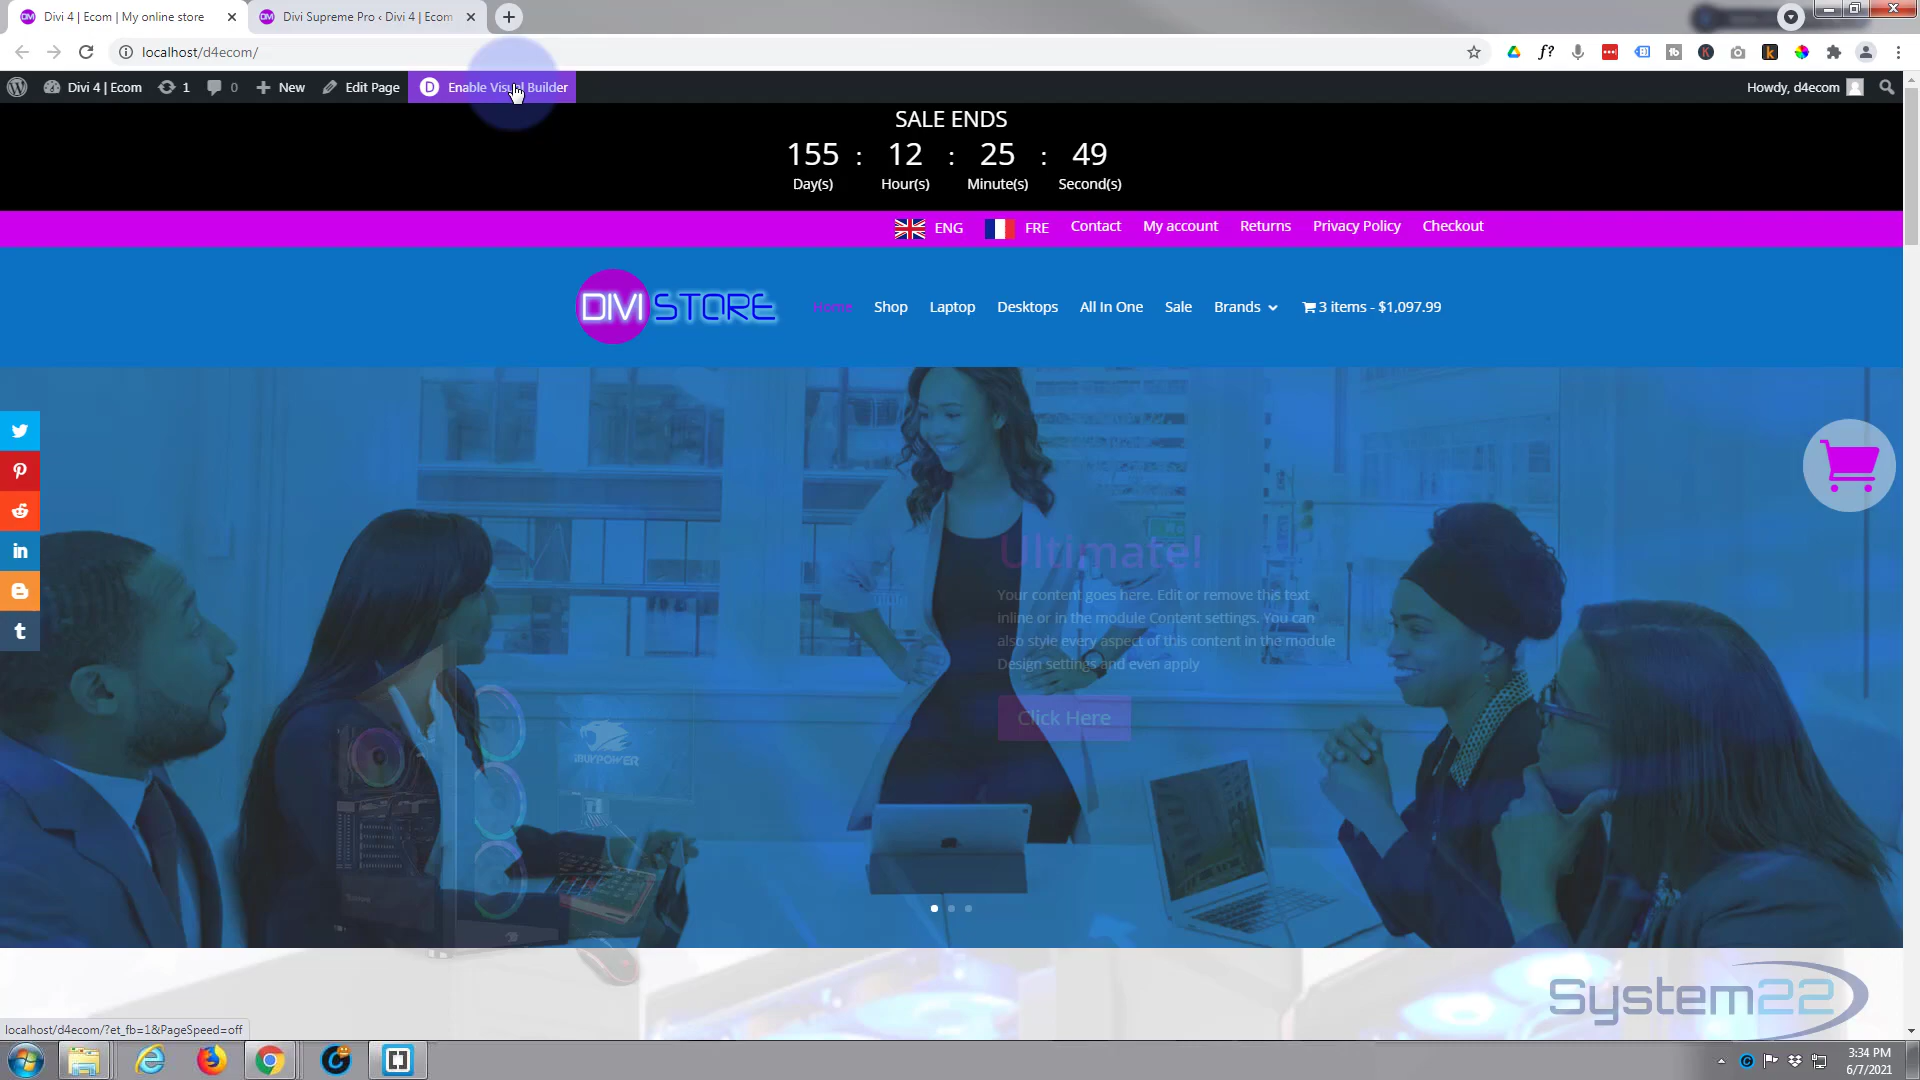 Divi 4 | Ecom | My online store
Divi Supreme Pro ‹ Divi 4 | Ecom
localhost/d4ecom/
Divi 4 | Ecom 1 0 New Edit Page D Enable Visual Builder Howdy, d4ecom
SALE ENDS
155 : 12 : 25 : 49
Day(s) Hour(s) Minute(s) Second(s)
ENG FRE Contact My account Returns Privacy Policy Checkout
DIVI STORE Home Shop Laptop Desktops All In One Sale Brands 3 items - $1,097.99
Ultimate!
Your content goes here. Edit or remove this text
inline or in the module Content settings. You can
also style every aspect of this content in the module
Design settings and even apply
Click Here
System22
localhost/d4ecom/?et_fb=1&PageSpeed=off
3:34 PM
6/7/2021